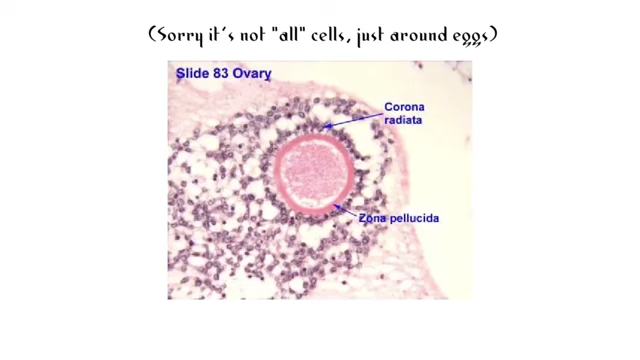 (Sorry it's not "all" cells, just around eggs)
Slide 83 Ovary
Corona
radiata
Zona pellucida